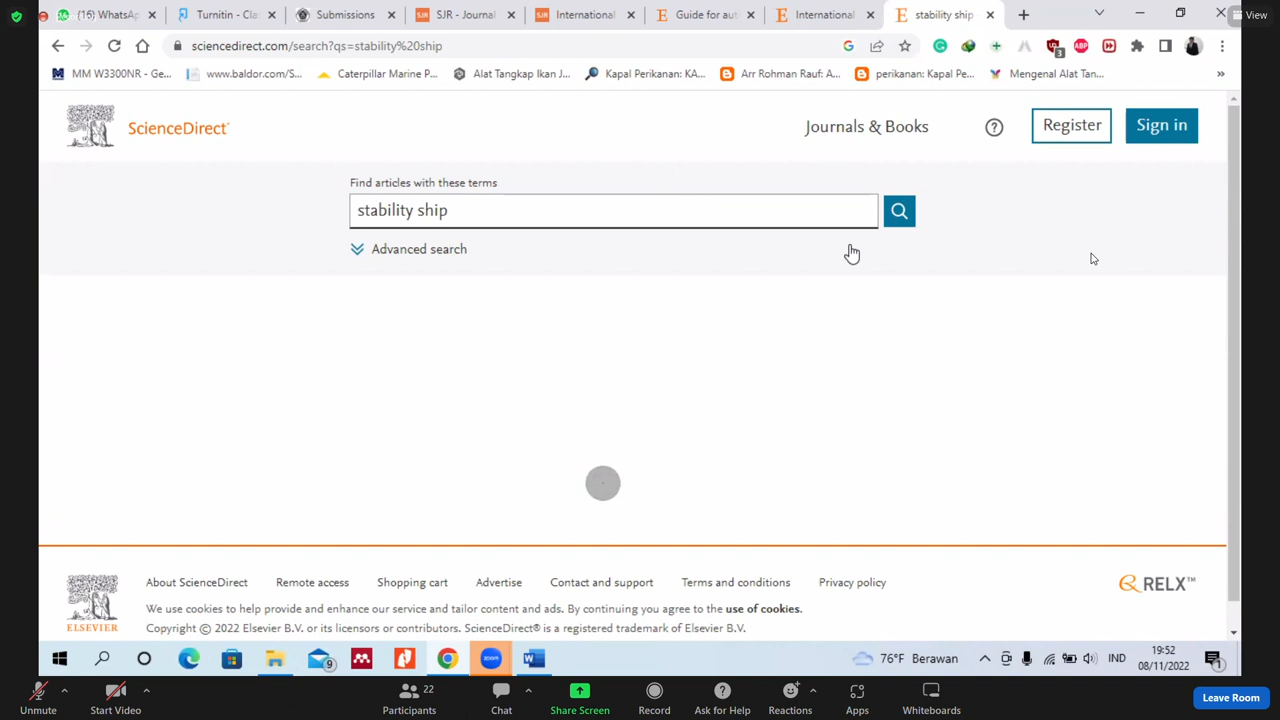 View
(15) WhatsAp
Turnitin - Clas
Submissions
SJR - Journal
International
Guide for aut
International
stability ship
sciencedirect.com/search?qs=stability%20ship
3
ABP
MM W3300NR - Ge...
www.baldor.com/S...
Caterpillar Marine P...
Alat Tangkap Ikan J...
Kapal Perikanan: KA...
Arr Rohman Rauf: A...
perikanan: Kapal Pe...
Mengenal Alat Tan...
»
ScienceDirect
Journals & Books
Register
Sign in
Find articles with these terms
stability ship
Advanced search
About ScienceDirect
Remote access
Shopping cart
Advertise
Contact and support
Terms and conditions
Privacy policy
RELX™
We use cookies to help provide and enhance our service and tailor content and ads. By continuing you agree to the use of cookies.
ELSEVIER
Copyright © 2022 Elsevier B.V. or its licensors or contributors. ScienceDirect® is a registered trademark of Elsevier B.V.
9
zoom
76°F Berawan
IND
19:52
08/11/2022
1
22
Unmute
Start Video
Participants
Chat
Share Screen
Record
Ask for Help
Reactions
Apps
Whiteboards
Leave Room